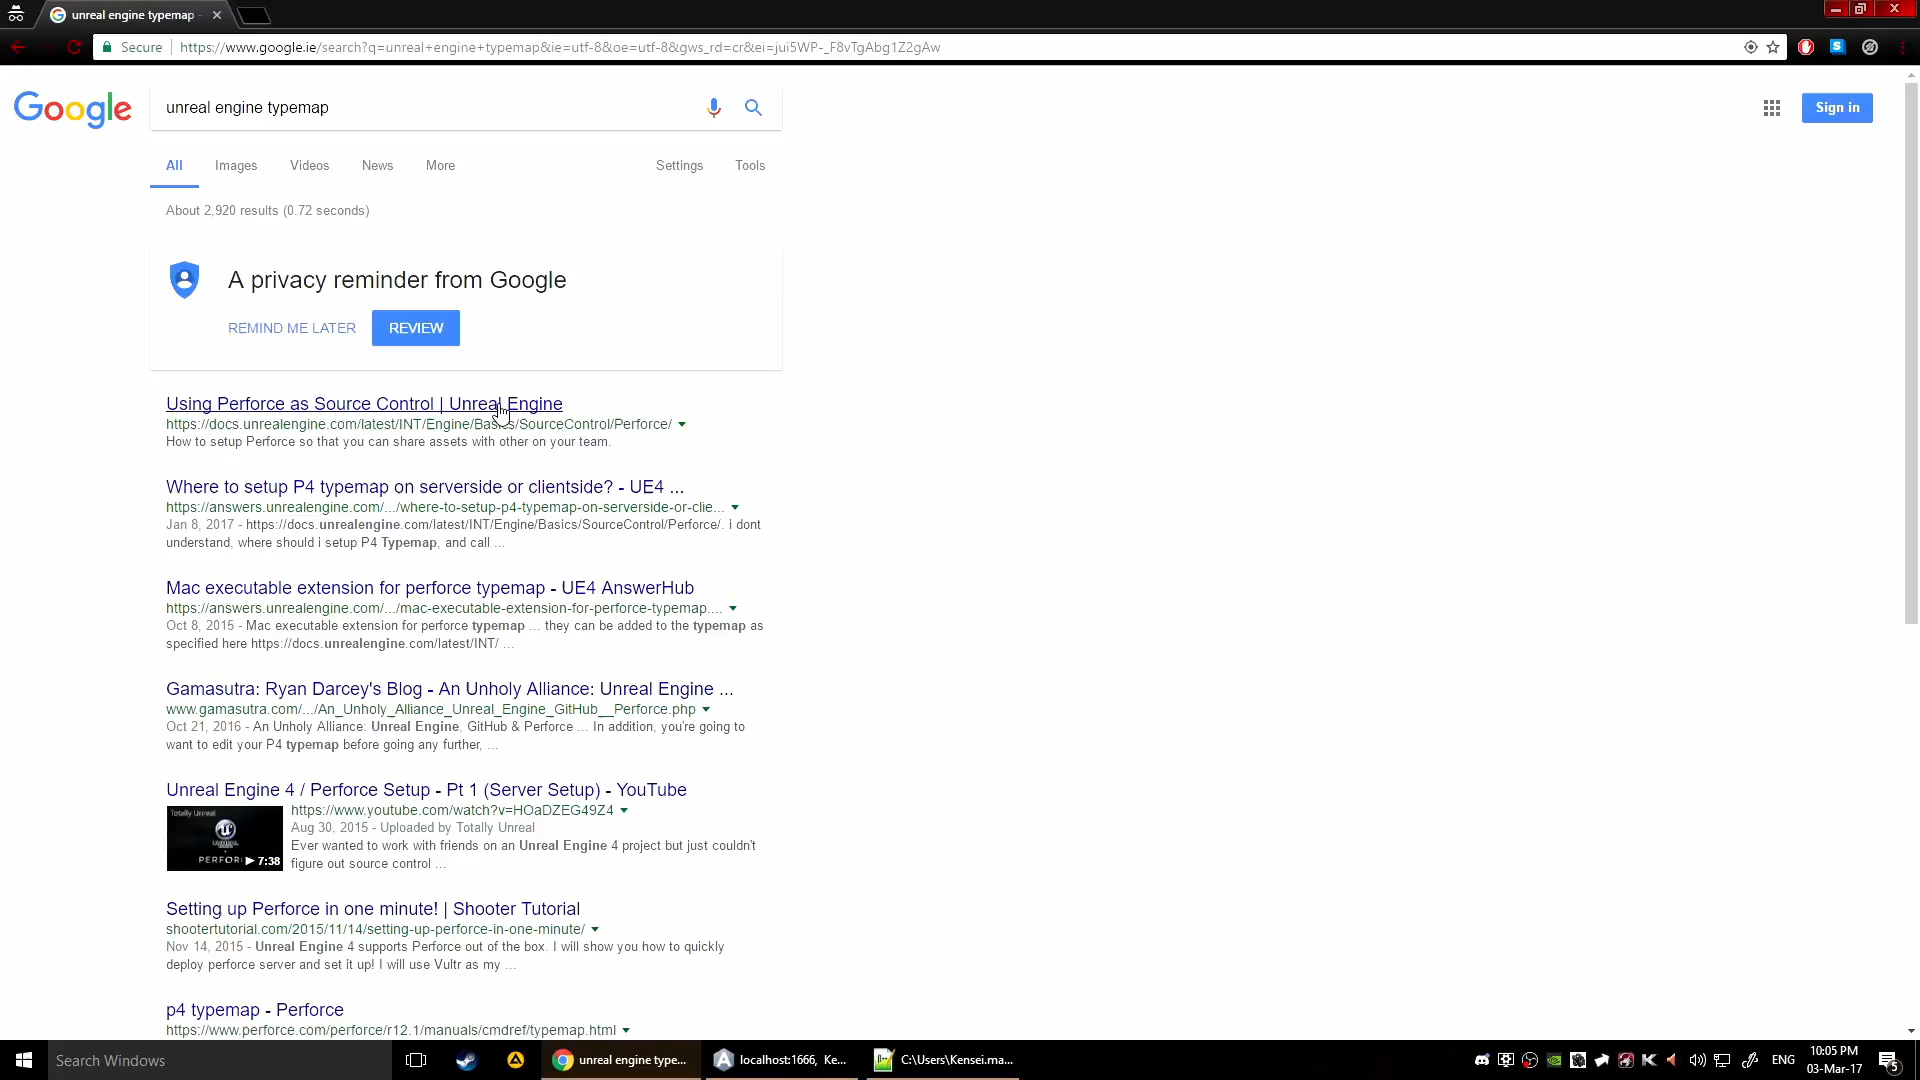 unreal engine typemap
Secure
https://www.google.ie/search?q=unreal+engine+typemap&ie=utf-8&oe=utf-8&gws_rd=cr&ei=jui5WP-_F8vTgAbg1Z2gAw
Google
unreal engine typemap
Sign in
All Images Videos News More Settings Tools
About 2,920 results (0.72 seconds)
A privacy reminder from Google
REMIND ME LATER REVIEW
Using Perforce as Source Control | Unreal Engine
https://docs.unrealengine.com/latest/INT/Engine/Basics/SourceControl/Perforce/
How to setup Perforce so that you can share assets with other on your team.
Where to setup P4 typemap on serverside or clientside? - UE4 ...
https://answers.unrealengine.com/.../where-to-setup-p4-typemap-on-serverside-or-clie...
Jan 8, 2017 - https://docs.unrealengine.com/latest/INT/Engine/Basics/SourceControl/Perforce/. i dont
understand, where should i setup P4 Typemap, and call ...
Mac executable extension for perforce typemap - UE4 AnswerHub
https://answers.unrealengine.com/.../mac-executable-extension-for-perforce-typemap....
Oct 8, 2015 - Mac executable extension for perforce typemap ... they can be added to the typemap as
specified here https://docs.unrealengine.com/latest/INT/ ...
Gamasutra: Ryan Darcey's Blog - An Unholy Alliance: Unreal Engine ...
www.gamasutra.com/.../An_Unholy_Alliance_Unreal_Engine_GitHub__Perforce.php
Oct 21, 2016 - An Unholy Alliance: Unreal Engine, GitHub & Perforce ... In addition, you're going to
want to edit your P4 typemap before going any further, ...
Unreal Engine 4 / Perforce Setup - Pt 1 (Server Setup) - YouTube
Totally Unreal
PERFOR
7:38
https://www.youtube.com/watch?v=HOaDZEG49Z4
Aug 30, 2015 - Uploaded by Totally Unreal
Ever wanted to work with friends on an Unreal Engine 4 project but just couldn't
figure out source control ...
Setting up Perforce in one minute! | Shooter Tutorial
shootertutorial.com/2015/11/14/setting-up-perforce-in-one-minute/
Nov 14, 2015 - Unreal Engine 4 supports Perforce out of the box. I will show you how to quickly
deploy perforce server and set it up! I will use Vultr as my ...
p4 typemap - Perforce
https://www.perforce.com/perforce/r12.1/manuals/cmdref/typemap.html
Search Windows
unreal engine type...
localhost:1666, Ke...
C:\Users\Kensei.ma...
ENG
10:05 PM
03-Mar-17
5